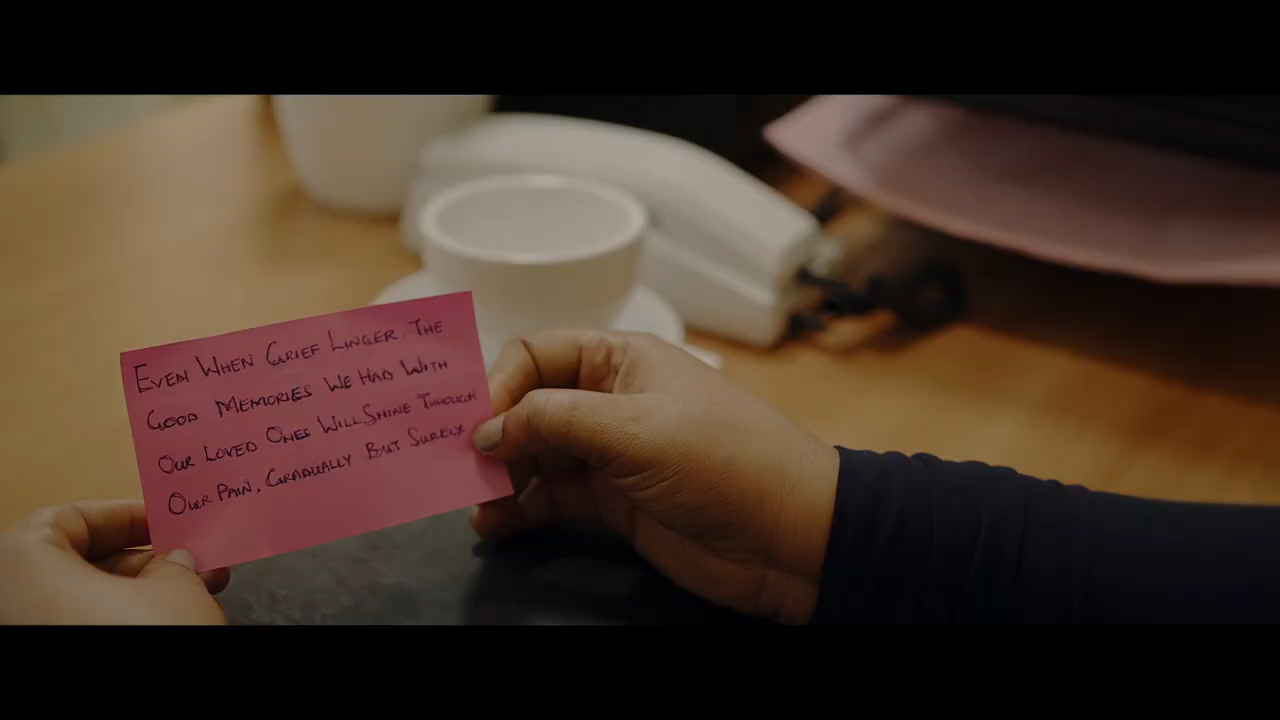 EVEN WHEN GRIEF LINGER, THE
GOOD MEMORIES WE HAD WITH
OUR LOVED ONES WILL SHINE THROUGH
OUR PAIN, GRADUALLY BUT SURELY